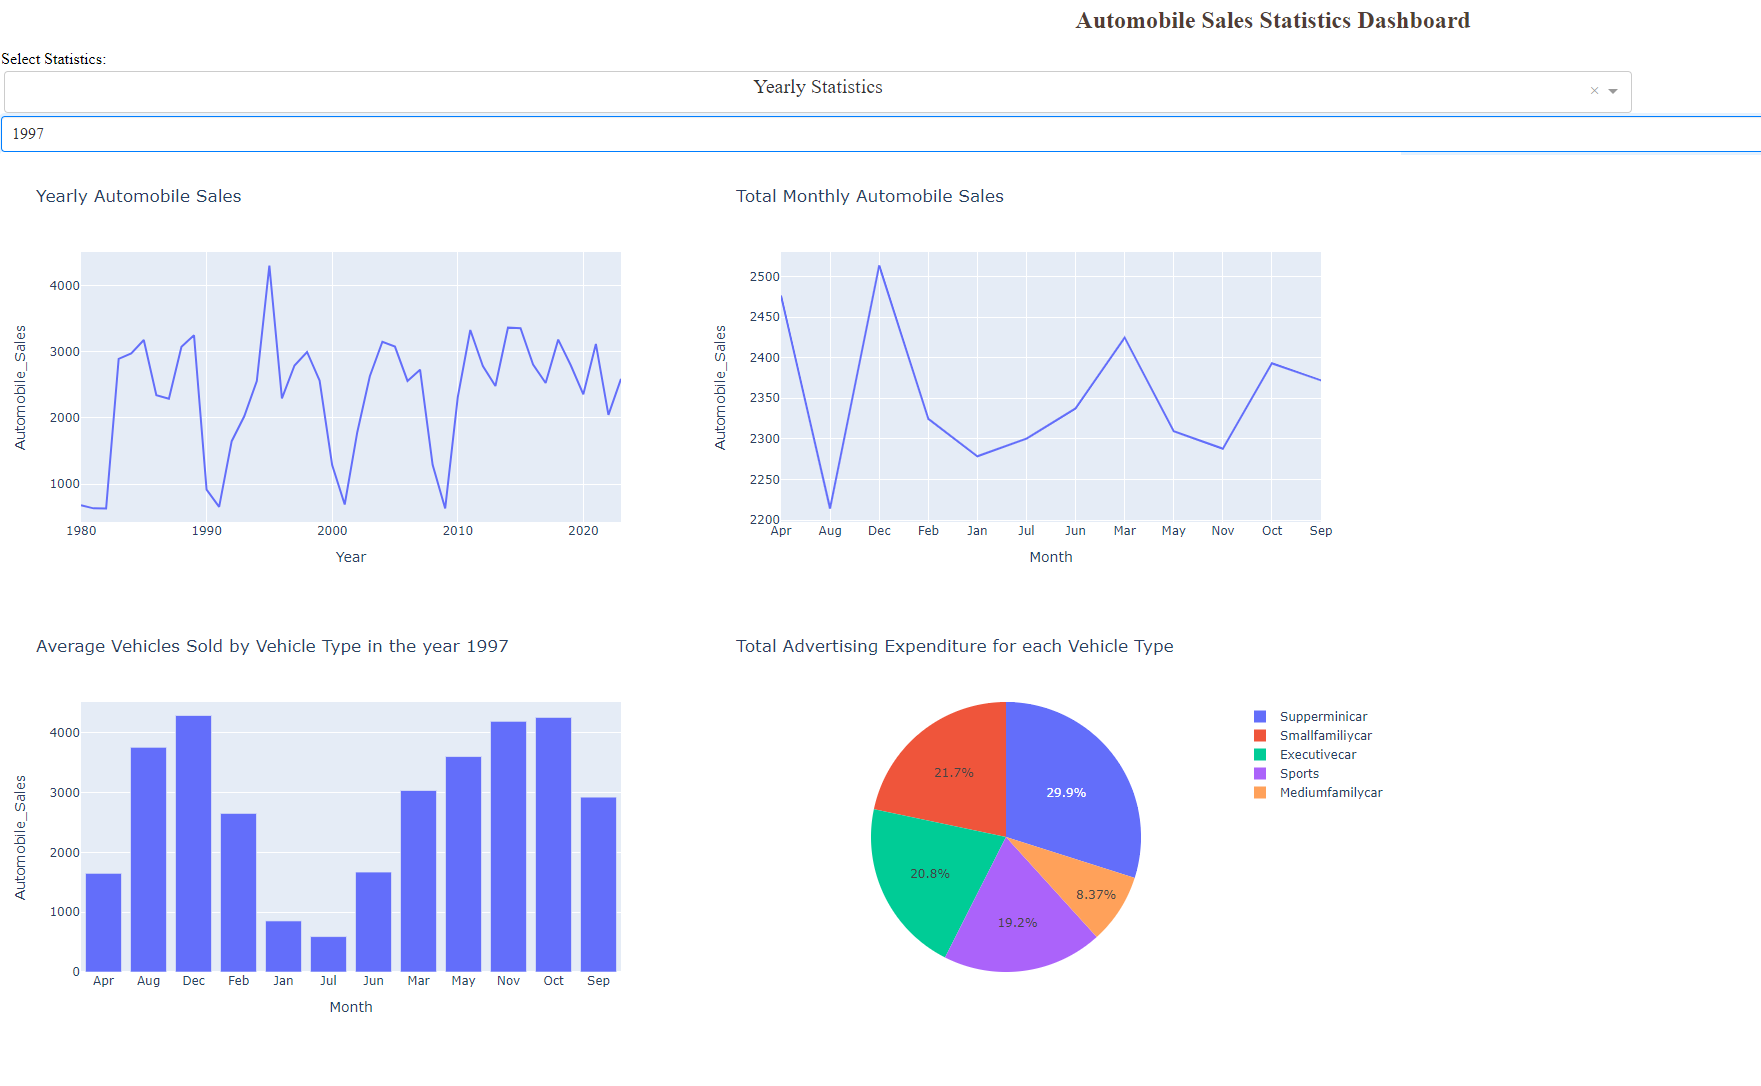 Automobile Sales Statistics Dashboard
Select Statistics:
Yearly Statistics
×
1997
Yearly Automobile Sales
4000
3000
2000
1000
Automobile_Sales
1980 1990 2000 2010 2020
Year
Total Monthly Automobile Sales
2500
2450
2400
2350
2300
2250
2200
Automobile_Sales
Apr Aug Dec Feb Jan Jul Jun Mar May Nov Oct Sep
Month
Average Vehicles Sold by Vehicle Type in the year 1997
4000
3000
2000
1000
0
Automobile_Sales
Apr Aug Dec Feb Jan Jul Jun Mar May Nov Oct Sep
Month
Total Advertising Expenditure for each Vehicle Type
21.7%
29.9%
20.8%
8.37%
19.2%
Supperminicar
Smallfamiliycar
Executivecar
Sports
Mediumfamilycar